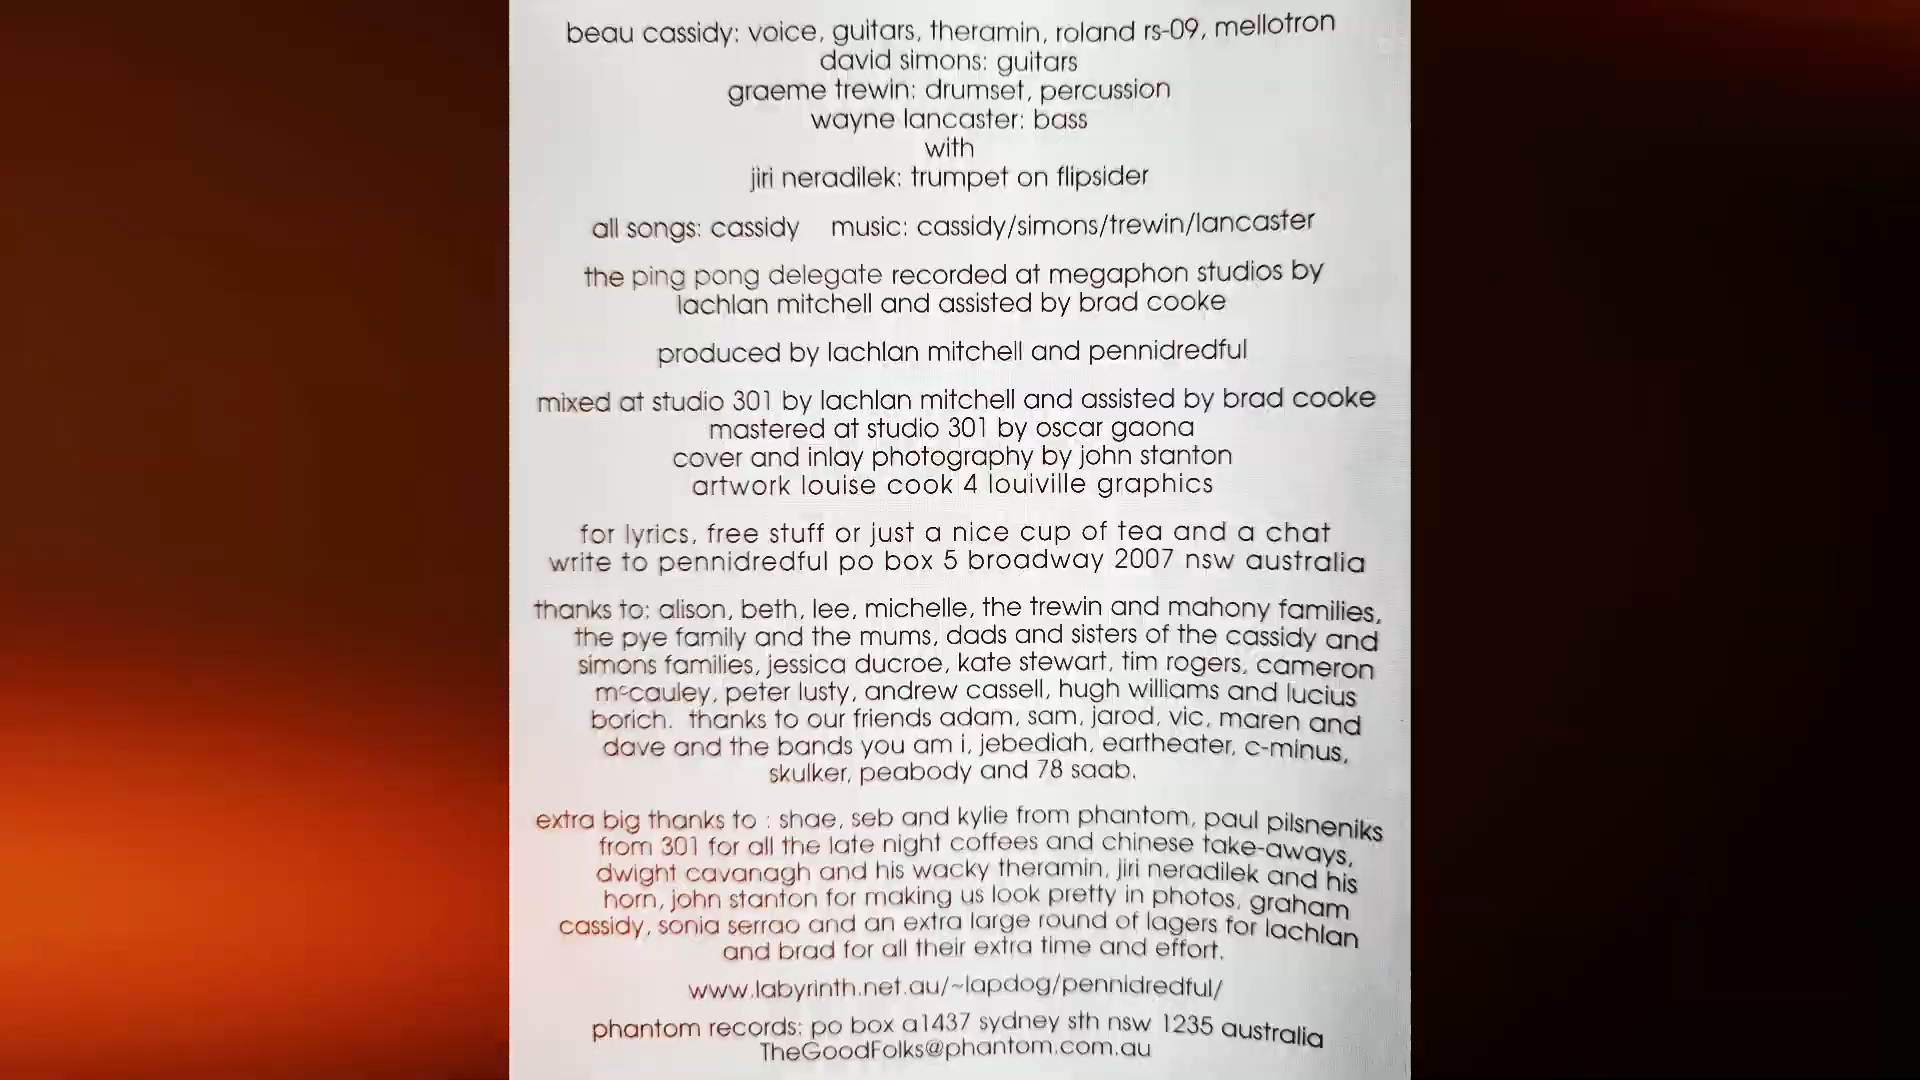 beau cassidy: voice, guitars, theramin, roland rs-09, mellotron
david simons: guitars
graeme trewin: drumset, percussion
wayne lancaster: bass
with
jiri neradilek: trumpet on flipsider
all songs: cassidy music: cassidy/simons/trewin/lancaster
the ping pong delegate recorded at megaphon studios by
lachlan mitchell and assisted by brad cooke
produced by lachlan mitchell and pennidredful
mixed at studio 301 by lachlan mitchell and assisted by brad cooke
mastered at studio 301 by oscar gaona
cover and inlay photography by john stanton
artwork louise cook 4 louiville graphics
for lyrics, free stuff or just a nice cup of tea and a chat
write to pennidredful po box 5 broadway 2007 nsw australia
thanks to: alison, beth, lee, michelle, the trewin and mahony families,
the pye family and the mums, dads and sisters of the cassidy and
simons families, jessica ducroe, kate stewart, tim rogers, cameron
mccauley, peter lusty, andrew cassell, hugh williams and lucius
borich. thanks to our friends adam, sam, jarod, vic, maren and
dave and the bands you am i, jebediah, eartheater, c-minus,
skulker, peabody and 78 saab.
extra big thanks to : shae, seb and kylie from phantom, paul pilsneniks
from 301 for all the late night coffees and chinese take-aways,
dwight cavanagh and his wacky theramin, jiri neradilek and his
horn, john stanton for making us look pretty in photos, graham
cassidy, sonia serrao and an extra large round of lagers for lachlan
and brad for all their extra time and effort.
www.labyrinth.net.au/~lapdog/pennidredful/
phantom records: po box a1437 sydney sth nsw 1235 australia
TheGoodFolks@phantom.com.au